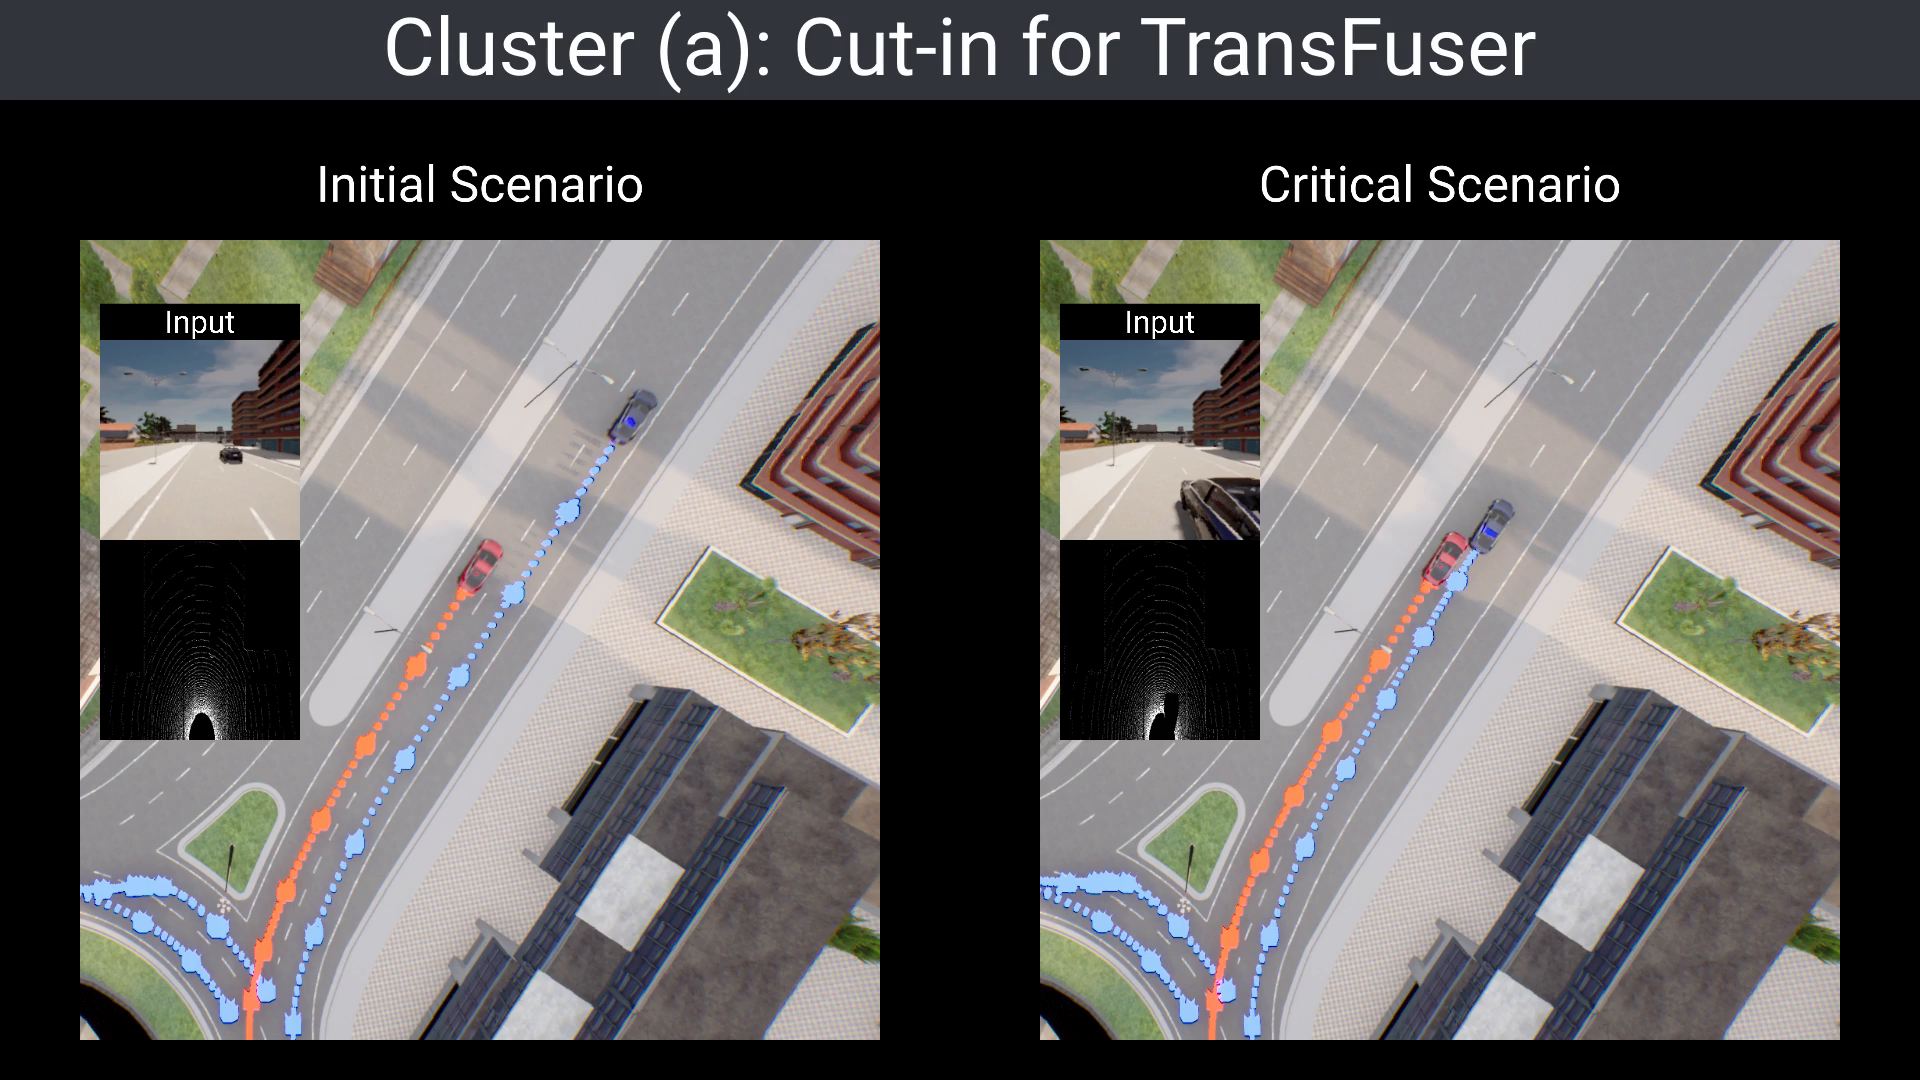 Cluster (a): Cut-in for TransFuser
Initial Scenario
Critical Scenario
Input
Input